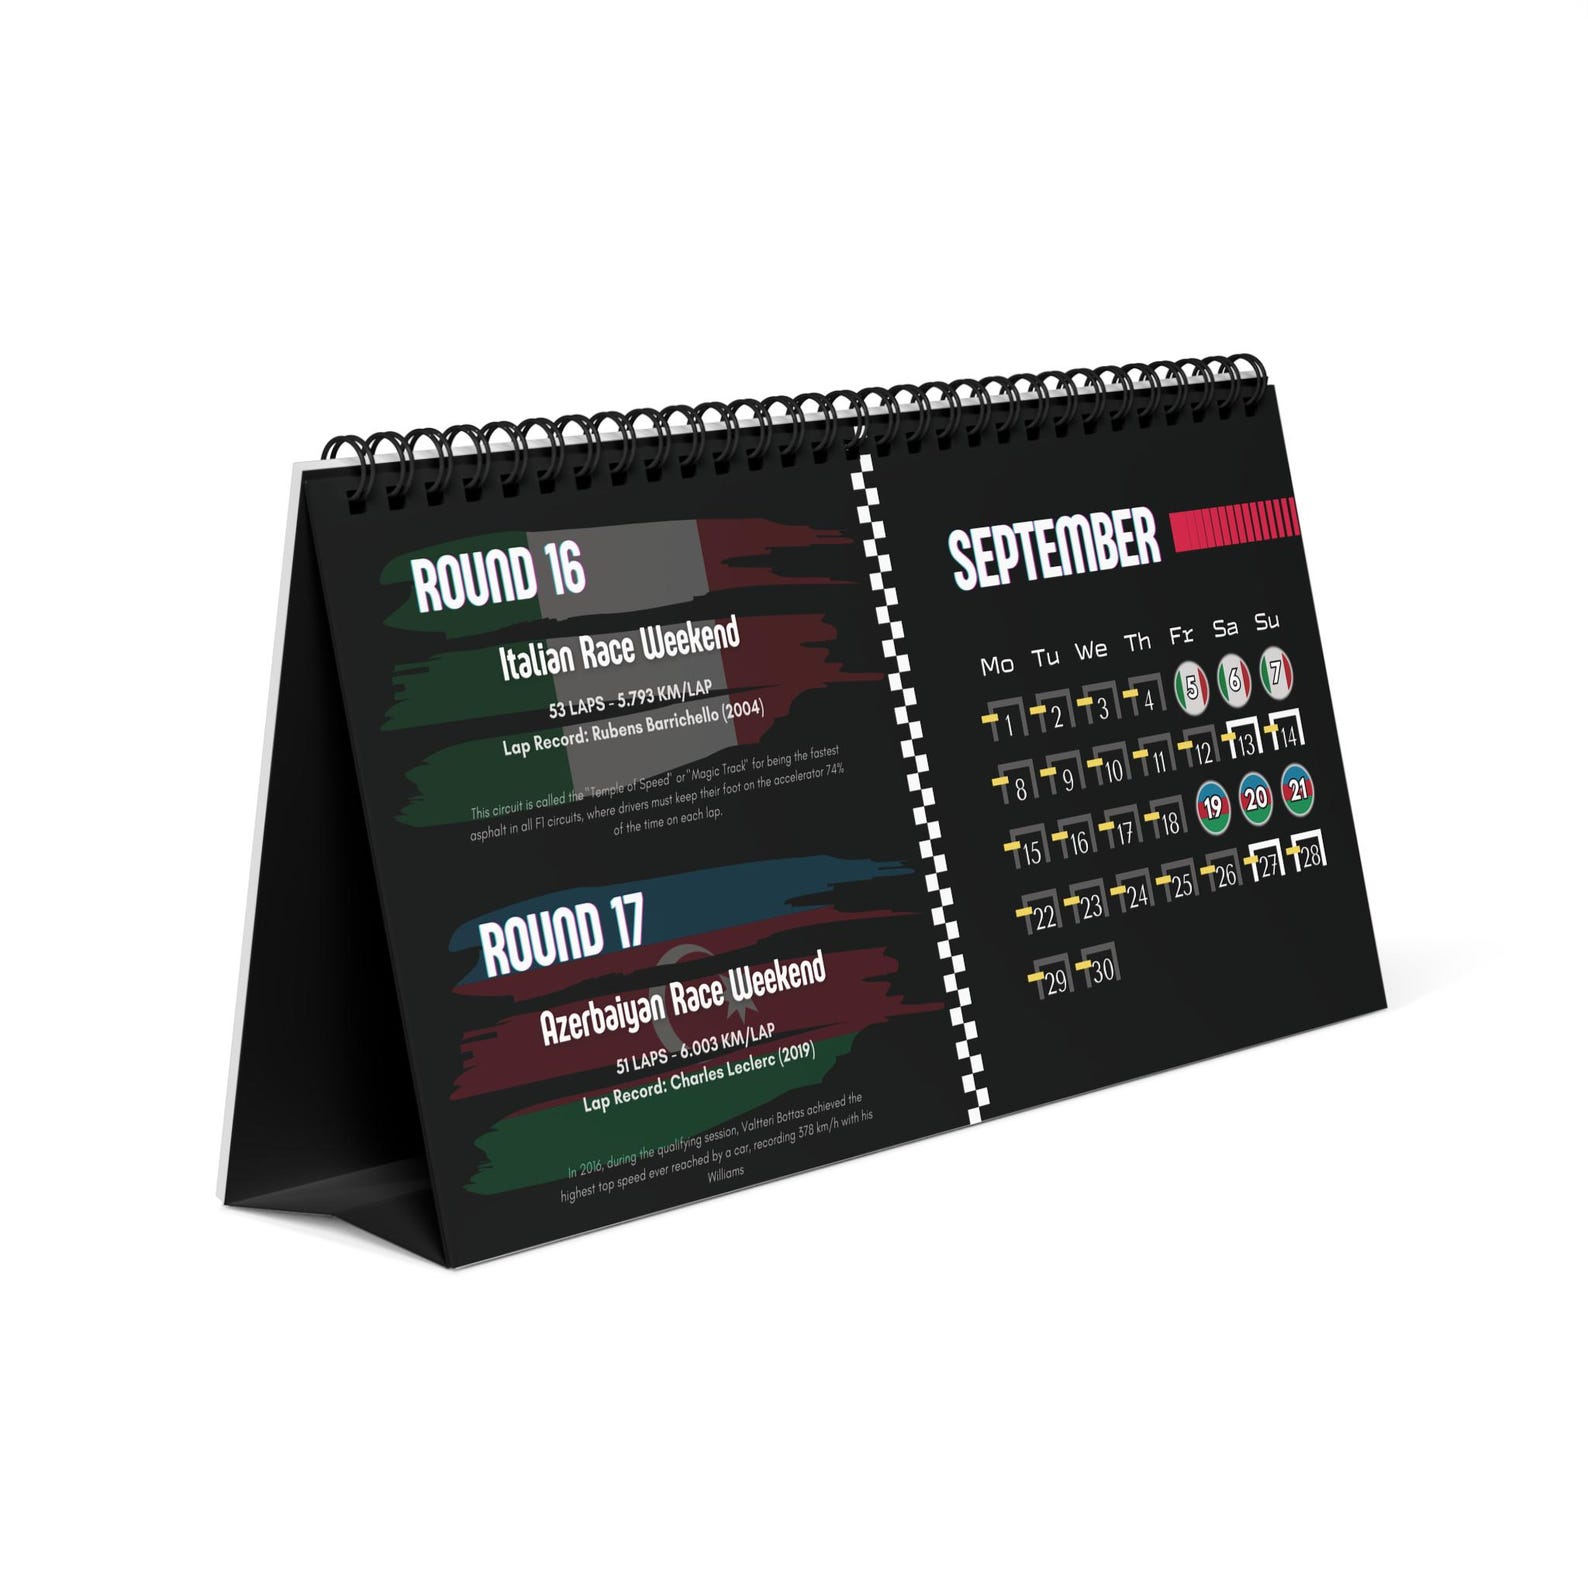 ROUND 16
Italian Race Weekend
53 LAPS - 5.793 KM/LAP
Lap Record: Rubens Barrichello (2004)
This circuit is called the "Temple of Speed" or "Magic Track" for being the fastest
asphalt in all F1 circuits, where drivers must keep their foot on the accelerator 74%
of the time on each lap.
ROUND 17
Azerbaiyan Race Weekend
51 LAPS - 6.003 KM/LAP
Lap Record: Charles Leclerc (2019)
In 2016, during the qualifying session, Valtteri Bottas achieved the
highest top speed ever reached by a car, recording 378 km/h with his
Williams
SEPTEMBER
Mo Tu We Th Fr Sa Su
1 2 3 4 5 6 7
8 9 10 11 12 13 14
15 16 17 18 19 20 21
22 23 24 25 26 27 28
29 30